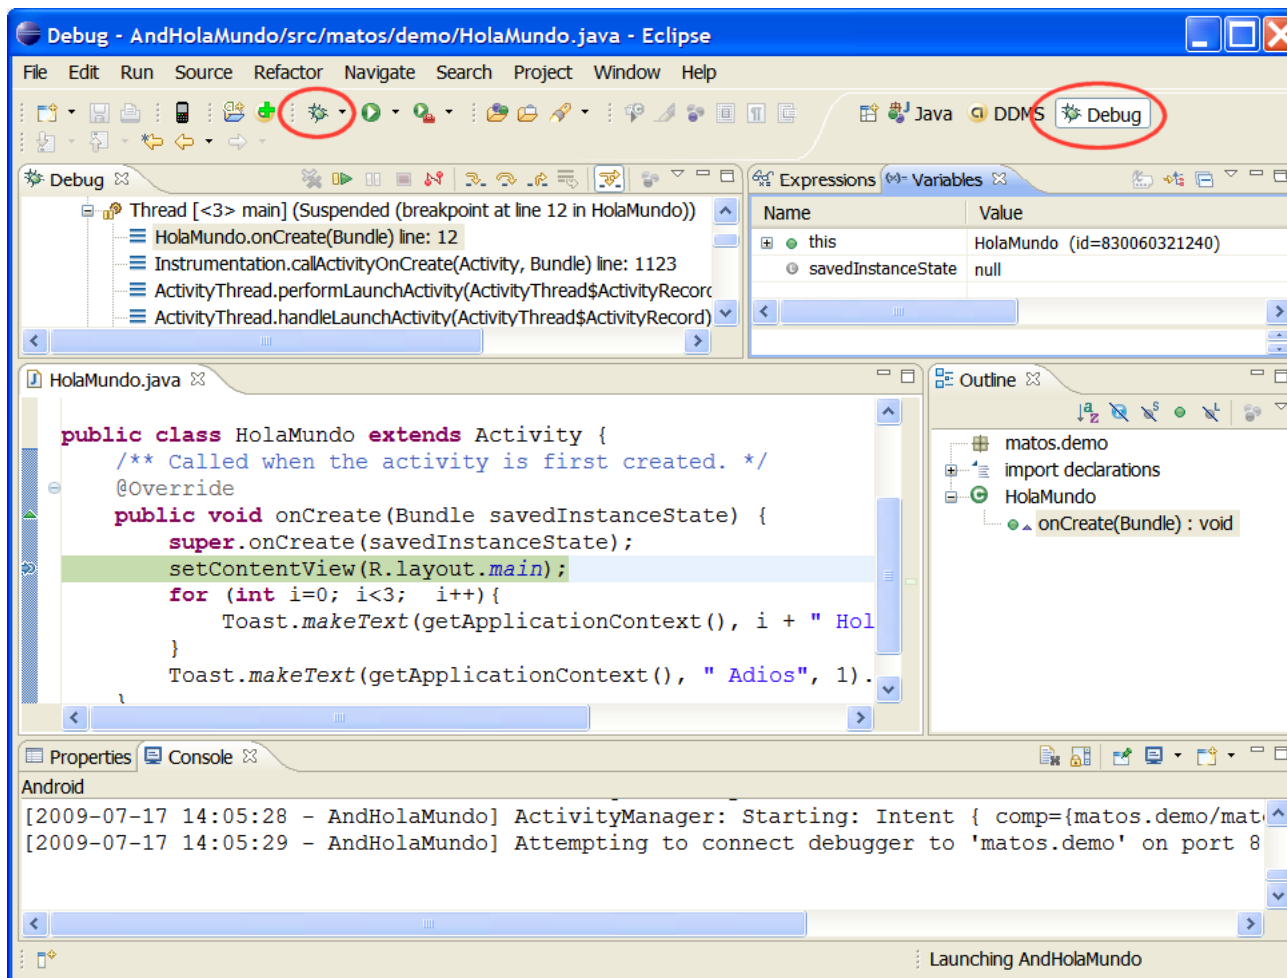 Debug - AndHolaMundo/src/matos/demo/HolaMundo.java - Eclipse
File Edit Run Source Refactor Navigate Search Project Window Help
Java DDMS Debug
Debug
Thread [<3> main] (Suspended (breakpoint at line 12 in HolaMundo))
HolaMundo.onCreate(Bundle) line: 12
Instrumentation.callActivityOnCreate(Activity, Bundle) line: 1123
ActivityThread.performLaunchActivity(ActivityThread$ActivityRecord
ActivityThread.handleLaunchActivity(ActivityThread$ActivityRecord)
Expressions Variables
Name Value
this HolaMundo (id=830060321240)
savedInstanceState null
HolaMundo.java
public class HolaMundo extends Activity {
/** Called when the activity is first created. */
@Override
public void onCreate(Bundle savedInstanceState) {
super.onCreate(savedInstanceState);
setContentView(R.layout.main);
for (int i=0; i<3; i++){
Toast.makeText(getApplicationContext(), i + " Hol
}
Toast.makeText(getApplicationContext(), " Adios", 1).
}
Outline
matos.demo
import declarations
HolaMundo
onCreate(Bundle) : void
Properties Console
Android
[2009-07-17 14:05:28 - AndHolaMundo] ActivityManager: Starting: Intent { comp={matos.demo/mat
[2009-07-17 14:05:29 - AndHolaMundo] Attempting to connect debugger to 'matos.demo' on port 8
Launching AndHolaMundo